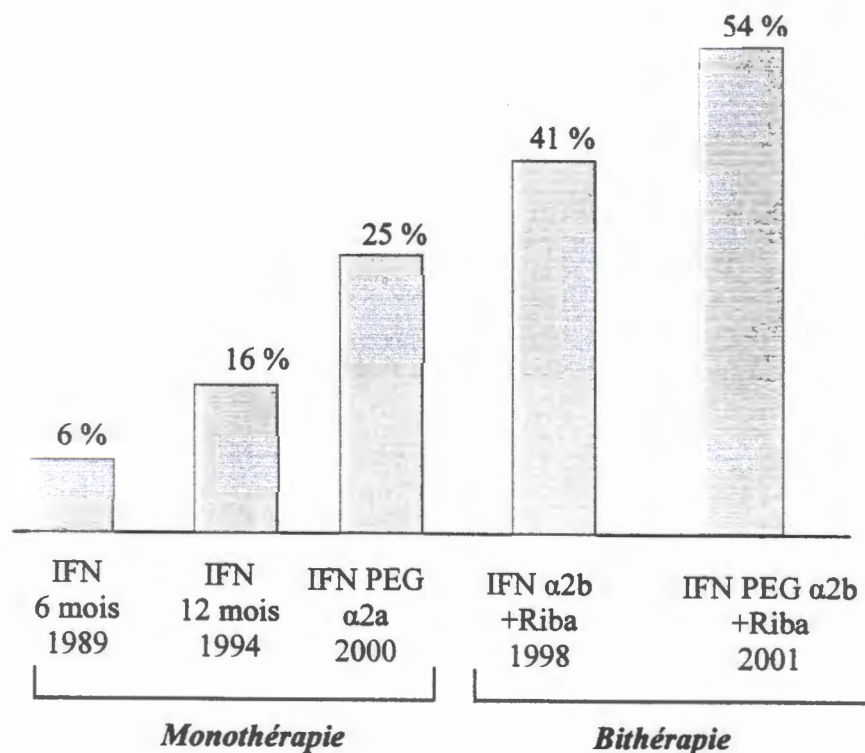 54 %
41 %
25 %
16 %
6 %
IFN
6 mois
1989
IFN
12 mois
1994
IFN PEG
α2a
2000
IFN α2b
+Riba
1998
IFN PEG α2b
+Riba
2001
Monothérapie
Bithérapie